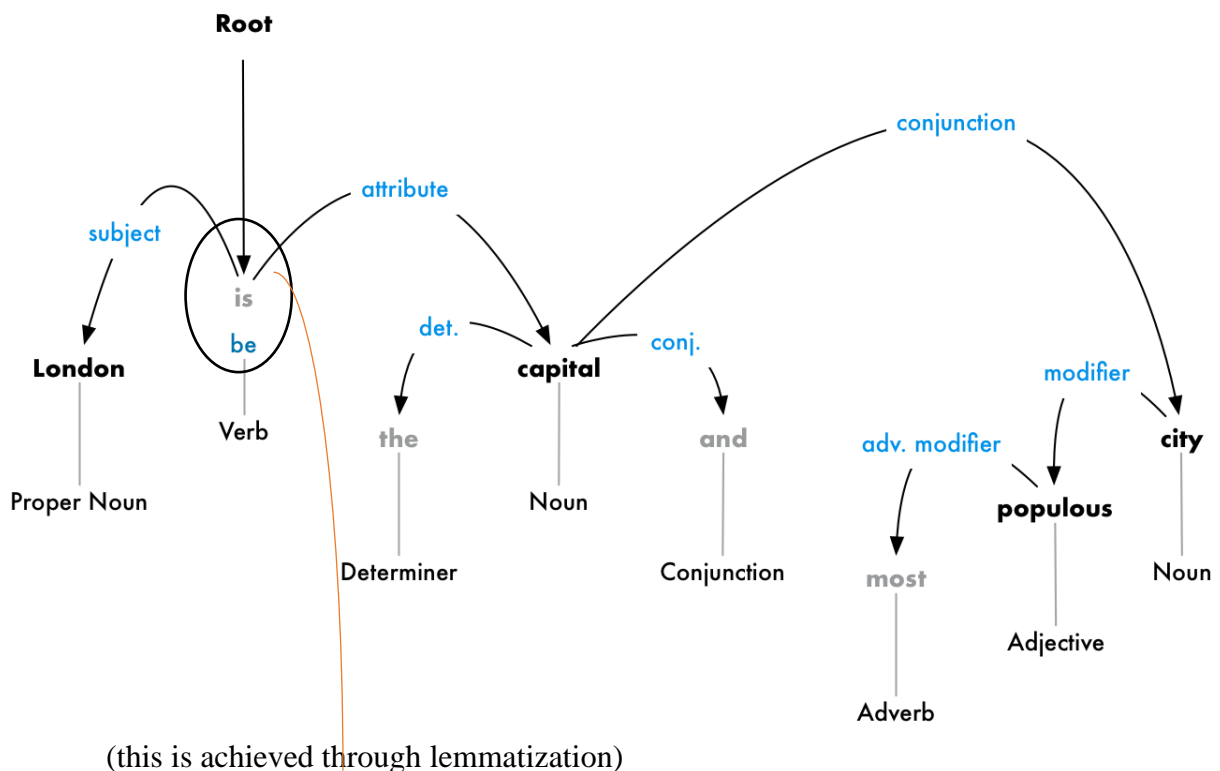 Root
conjunction
attribute
subject
is
det.
conj.
be
London
capital
modifier
Verb
the
and
adv. modifier
city
Proper Noun
Noun
populous
Determiner
Conjunction
most
Noun
Adjective
Adverb
(this is achieved through lemmatization)